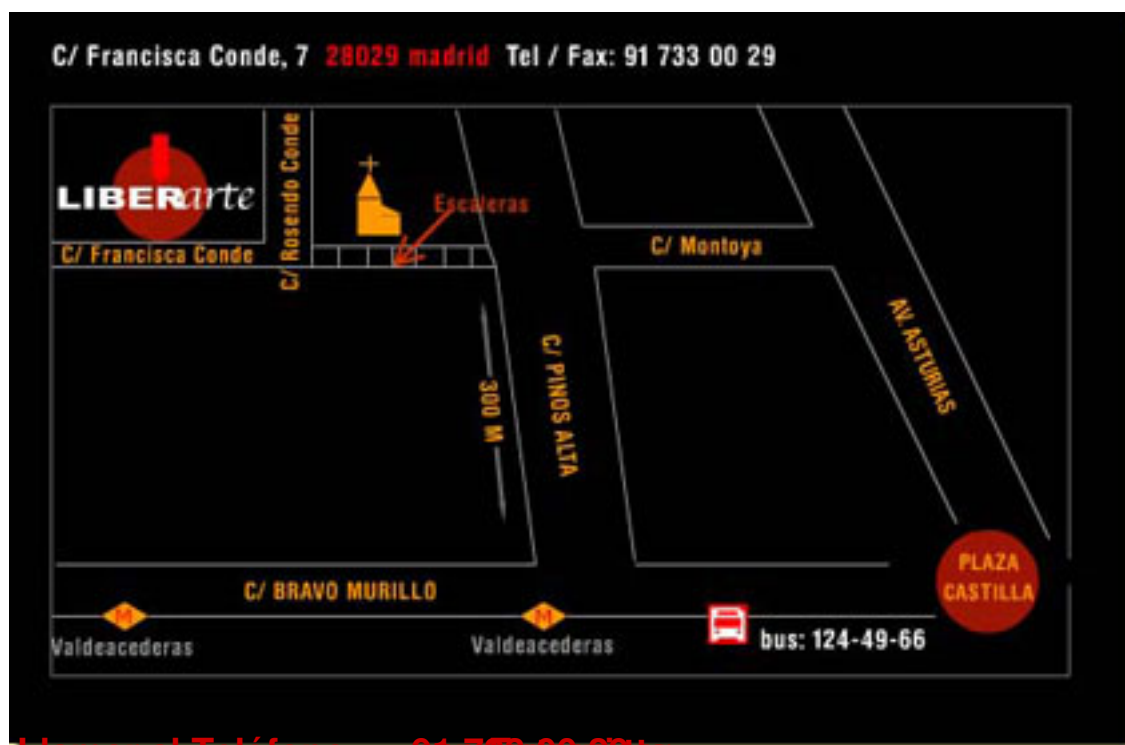 C/ Francisca Conde, 7 28029 madrid Tel / Fax: 91 733 00 29
C/ Rosendo Conde
LIBERarte
Escaleras
C/ Francisca Conde
C/ Montoya
AV. ASTURIAS
C/ PINOS ALTA
300 M
PLAZA
CASTILLA
C/ BRAVO MURILLO
M
M
Valdeacederas
Valdeacederas
bus: 124-49-66